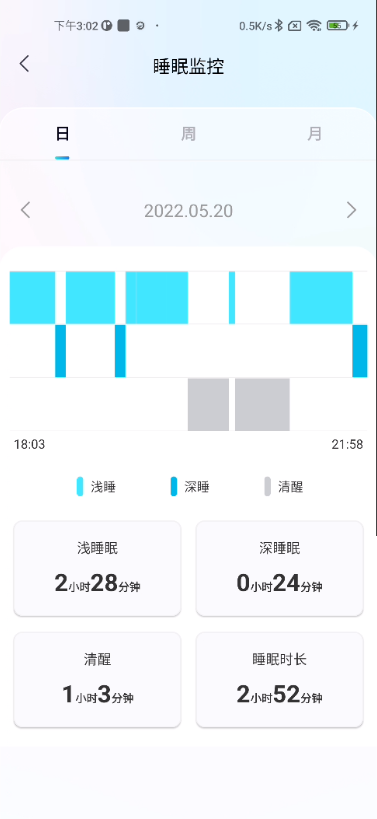 下午3:02 0.5K/s
睡眠监控
日 周 月
2022.05.20
18:03 21:58
浅睡 深睡 清醒
浅睡眠 深睡眠
2小时28分钟 0小时24分钟
清醒 睡眠时长
1小时3分钟 2小时52分钟